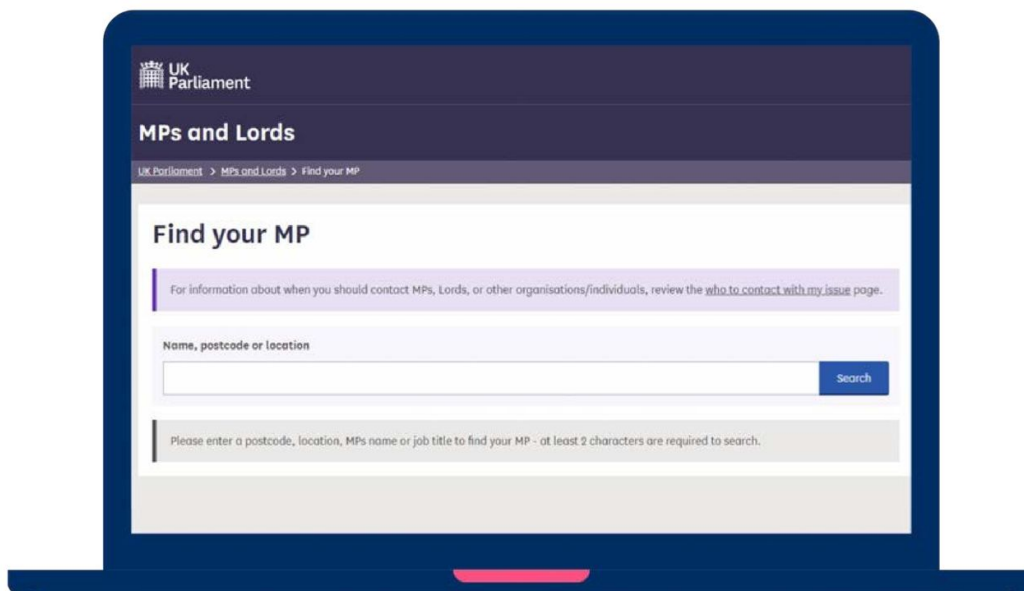 UK
Parliament
MPs and Lords
UK Parliament > MPs and Lords > Find your MP
Find your MP
For information about when you should contact MPs, Lords, or other organisations/individuals, review the who to contact with my issue page.
Name, postcode or location
Search
Please enter a postcode, location, MPs name or job title to find your MP - at least 2 characters are required to search.